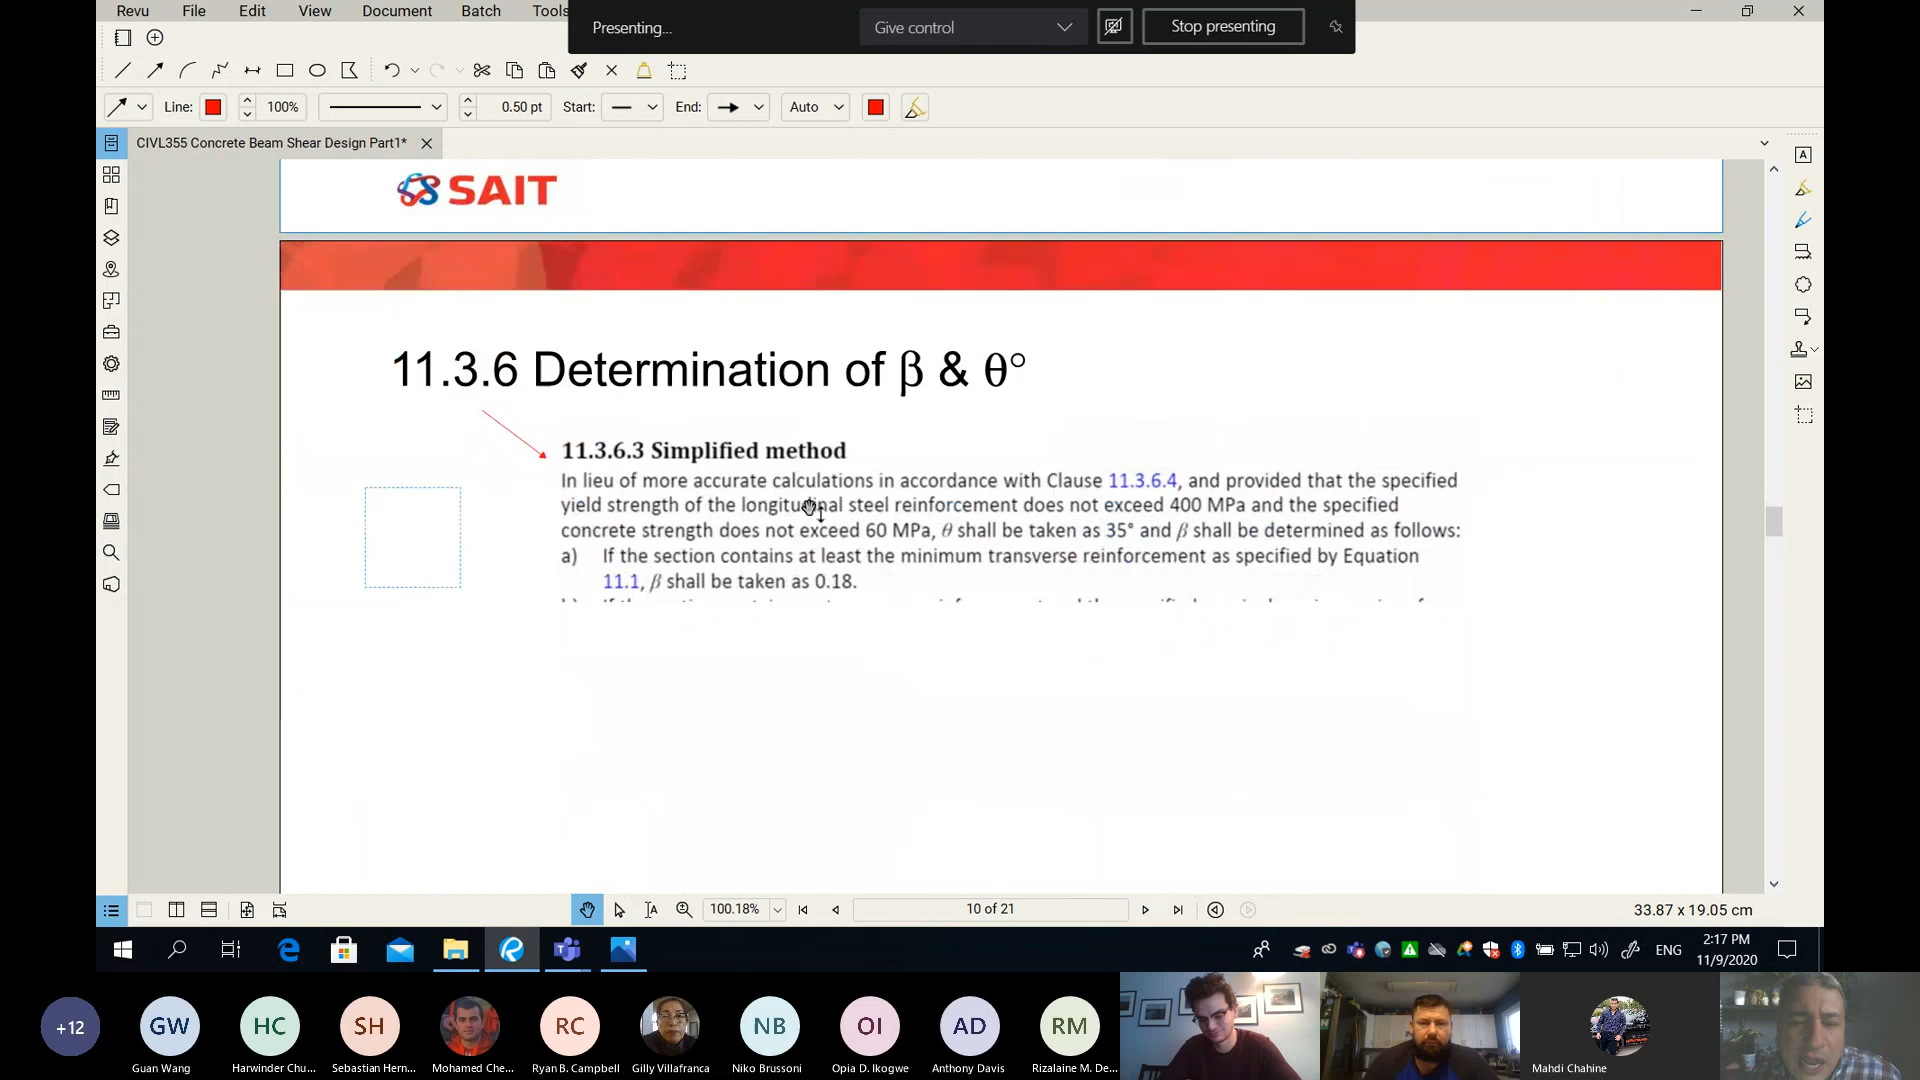 Revu File Edit View Document Batch Tools
Presenting... Give control Stop presenting
Line: 100% 0.50 pt Start: End: Auto
CIVL355 Concrete Beam Shear Design Part1*
SAIT
11.3.6 Determination of β & θ°
11.3.6.3 Simplified method
In lieu of more accurate calculations in accordance with Clause 11.3.6.4, and provided that the specified
yield strength of the longitudinal steel reinforcement does not exceed 400 MPa and the specified
concrete strength does not exceed 60 MPa, θ shall be taken as 35° and β shall be determined as follows:
a) If the section contains at least the minimum transverse reinforcement as specified by Equation
11.1, β shall be taken as 0.18.
100.18% 10 of 21 33.87 x 19.05 cm
ENG 2:17 PM
11/9/2020
+12 GW HC SH RC NB OI AD RM
Guan Wang Harwinder Chu... Sebastian Hern... Mohamed Che... Ryan B. Campbell Gilly Villafranca Niko Brussoni Opia D. Ikogwe Anthony Davis Rizalaine M. De... Mahdi Chahine